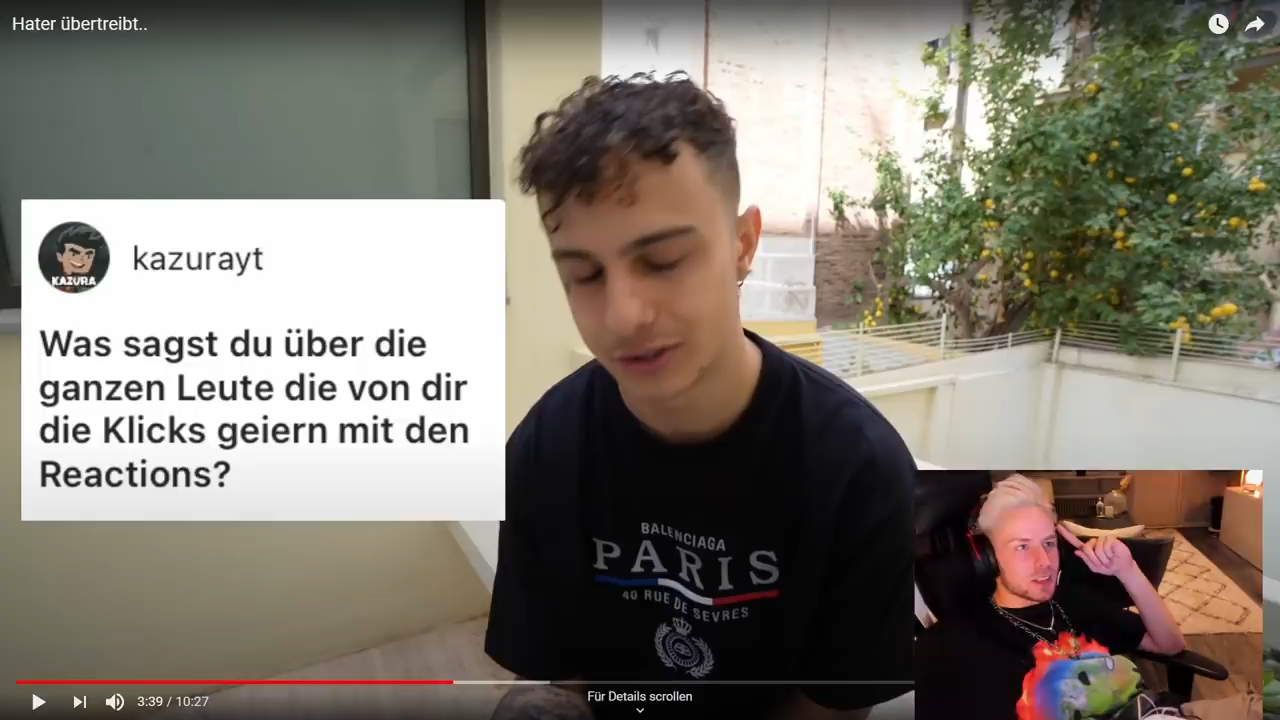 Hater übertreibt..
KAZURA
kazurayt
Was sagst du über die
ganzen Leute die von dir
die Klicks geiern mit den
Reactions?
BALENCIAGA
PARIS
40 RUE DE SEVRES
Für Details scrollen
3:39 / 10:27